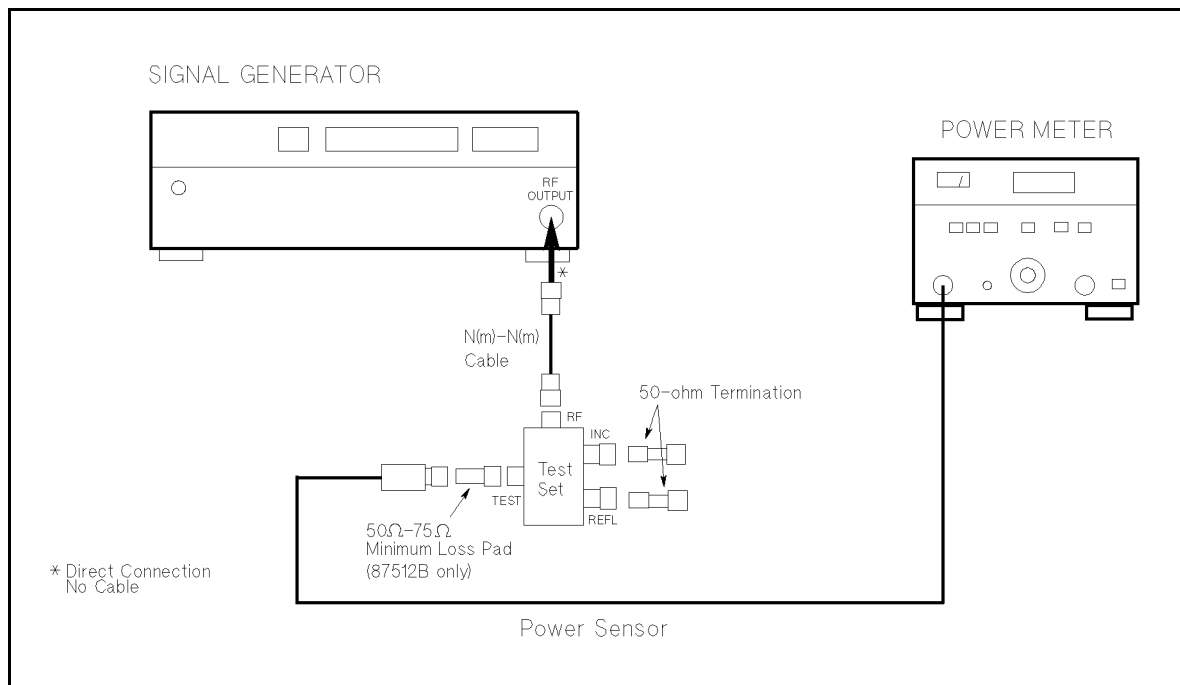 SIGNAL GENERATOR
POWER METER
RF
OUTPUT
*
N(m)-N(m)
Cable
50-ohm Termination
RF
INC
Test
Set
TEST
REFL
50Ω-75Ω
Minimum Loss Pad
(87512B only)
* Direct Connection
No Cable
Power Sensor